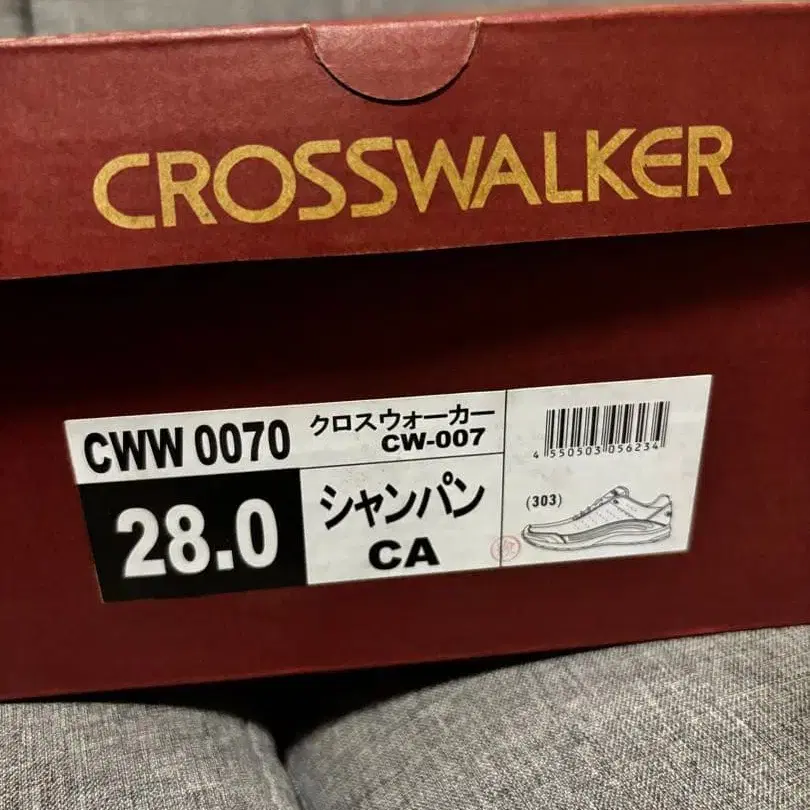 CROSSWALKER
CWW 0070
クロスウォーカー
CW-007
28.0
シャンパン
CA
4 550503 056234
(303)